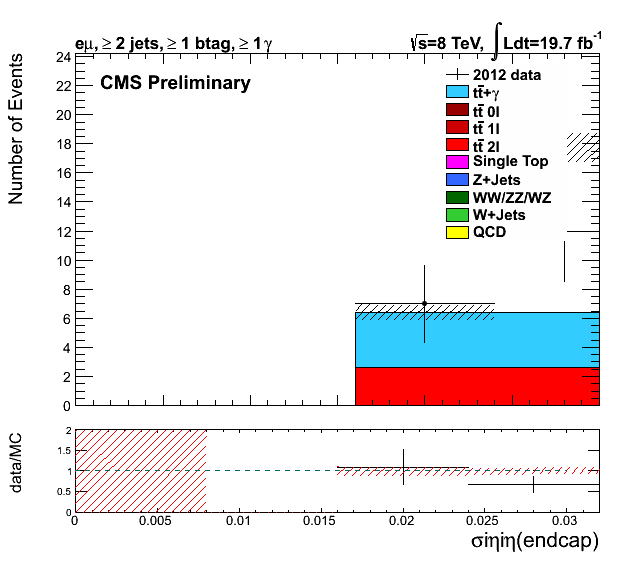 eμ, ≥ 2 jets, ≥ 1 btag, ≥ 1 γ
√s=8 TeV, ∫Ldt=19.7 fb⁻¹
Number of Events
24
22
20
18
16
14
12
10
8
6
4
2
0
CMS Preliminary
2012 data
tt̄+γ
tt̄ 0l
tt̄ 1l
tt̄ 2l
Single Top
Z+Jets
WW/ZZ/WZ
W+Jets
QCD
data/MC
2
1.5
1
0.5
0
0 0.005 0.01 0.015 0.02 0.025 0.03
σiηiη(endcap)